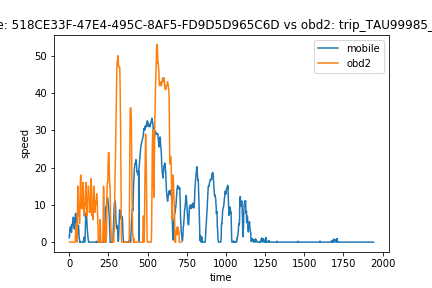 e: 518CE33F-47E4-495C-8AF5-FD9D5D965C6D vs obd2: trip_TAU99985_
mobile
obd2
speed
50
40
30
20
10
0
0 250 500 750 1000 1250 1500 1750 2000
time